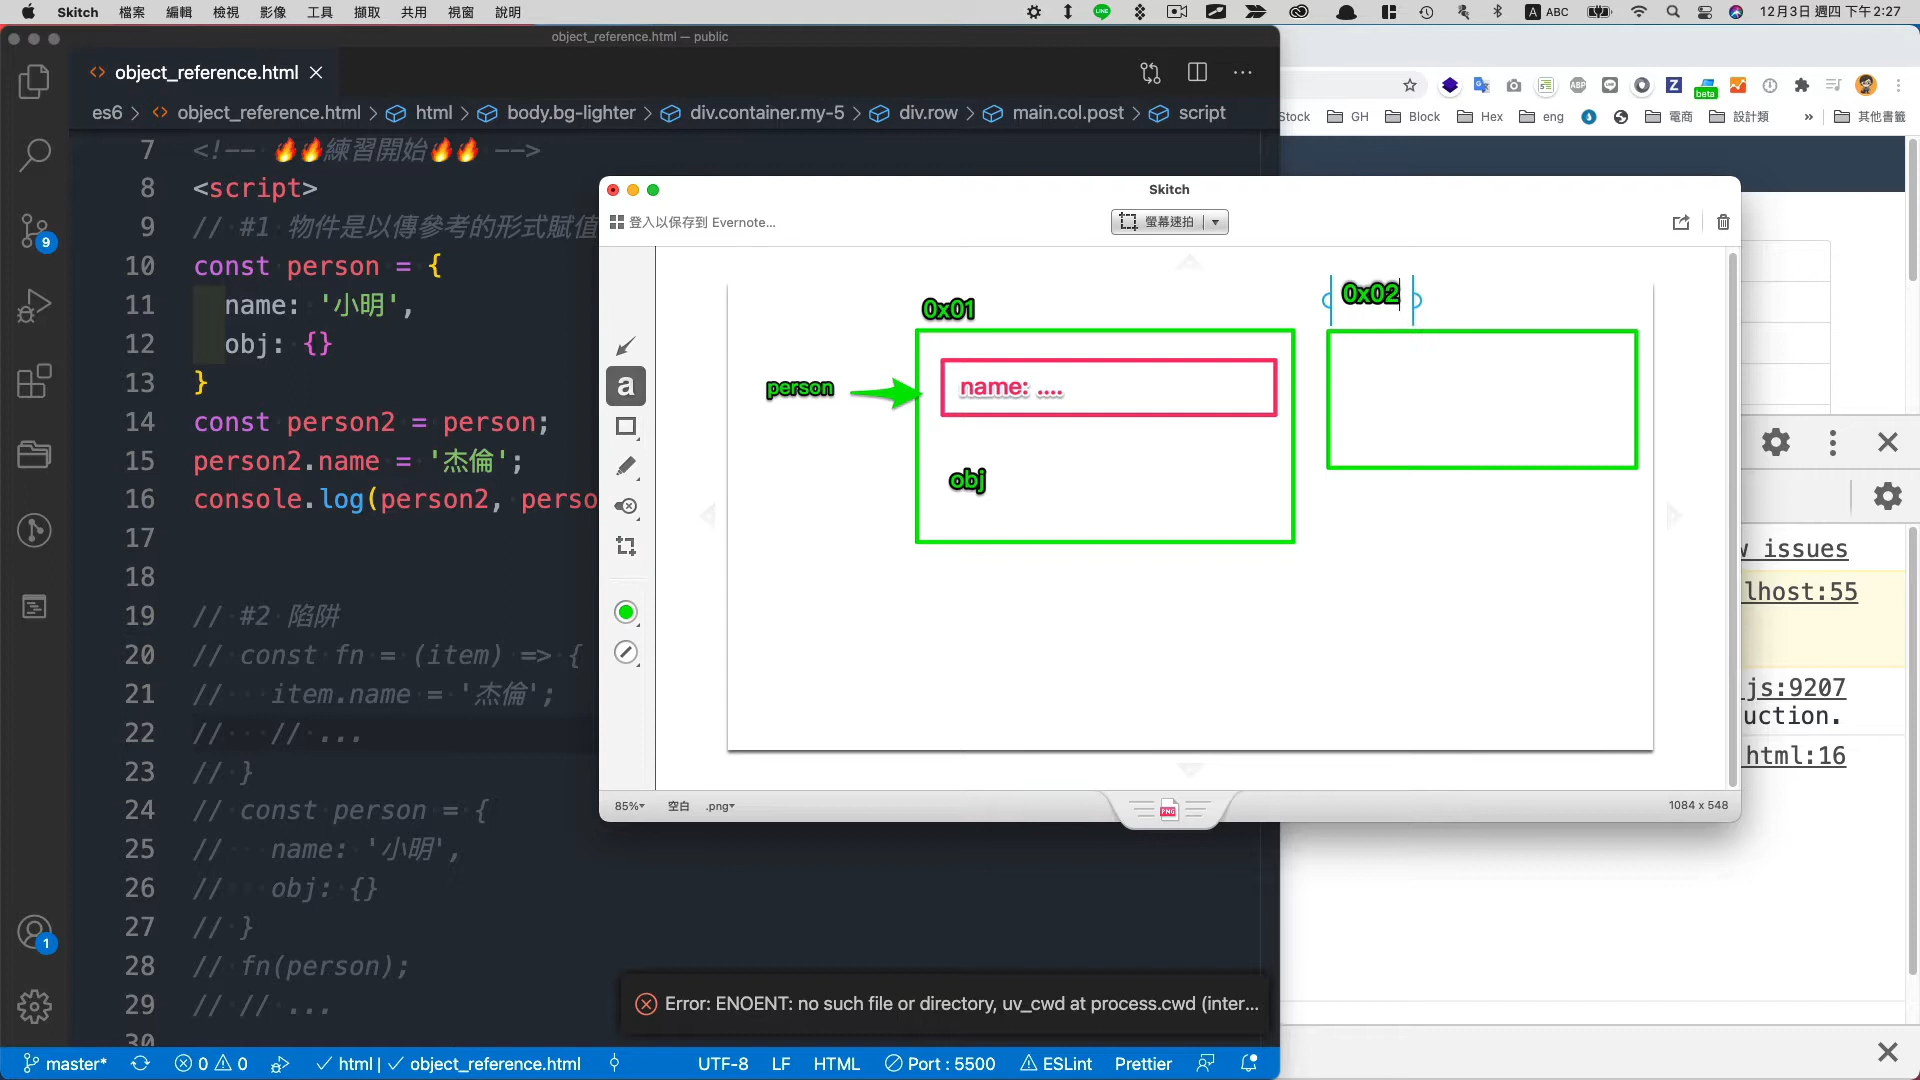 Skitch 檔案 編輯 檢視 影像 工具 擷取 共用 視窗 說明
ABC
12月3日 週四 下午2:27
object_reference.html — public
object_reference.html
es6 > object_reference.html > html > body.bg-lighter > div.container.my-5 > div.row > main.col.post > script
7 <!-- 🔥🔥練習開始🔥🔥 -->
8 <script>
9 // #1 物件是以傳參考的形式賦值
10 const person = {
11 name: '小明',
12 obj: {}
13 }
14 const person2 = person;
15 person2.name = '杰倫';
16 console.log(person2, perso
17
18
19 // #2 陷阱
20 // const fn = (item) => {
21 // item.name = '杰倫';
22 // // ...
23 // }
24 // const person = {
25 // name: '小明',
26 // obj: {}
27 // }
28 // fn(person);
29 // // ...
30
9
1
Error: ENOENT: no such file or directory, uv_cwd at process.cwd (inter...
master* 0 0 html | object_reference.html UTF-8 LF HTML Port : 5500 ESLint Prettier
Skitch
登入以保存到 Evernote...
螢幕速拍
a
0x01
0x02
person
name: ....
obj
85% 空白 .png
PNG
1084 x 548
beta
ABP
Stock GH Block Hex eng 電商 設計類 » 其他書籤
w issues
lhost:55
js:9207
uction.
html:16